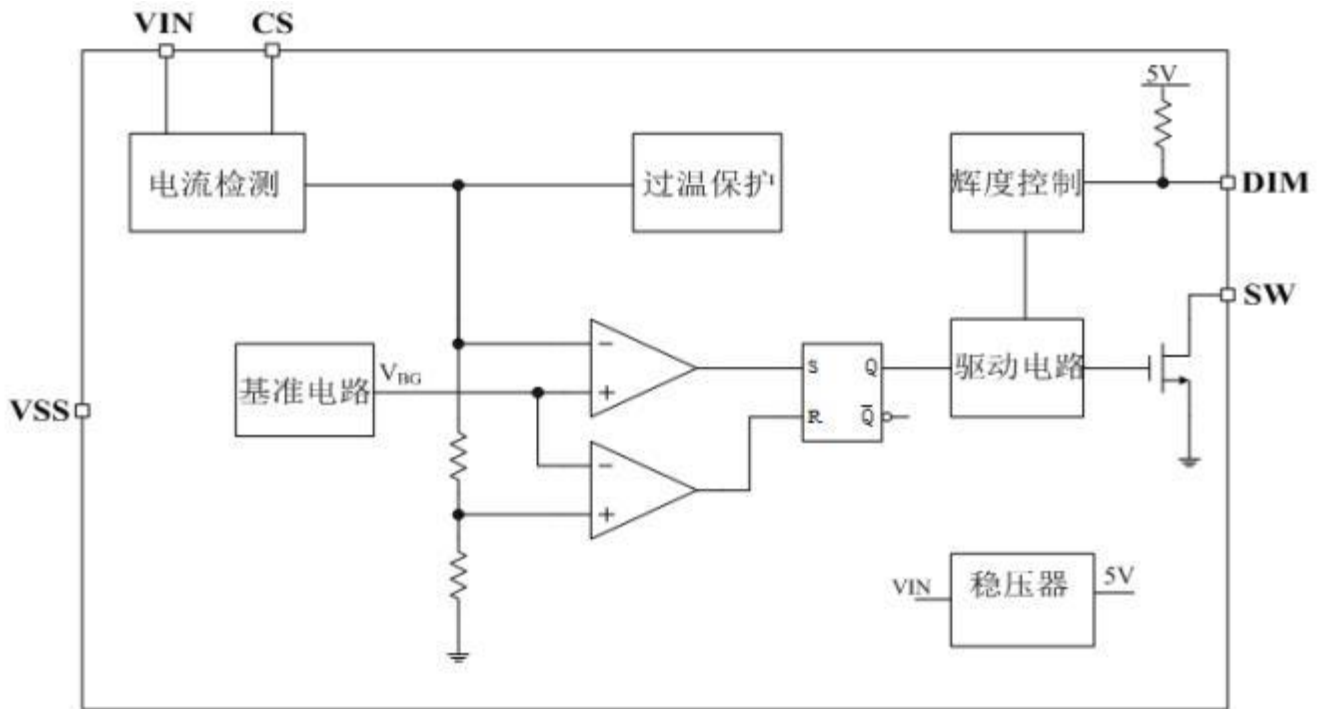 VIN CS
5V
电流检测 过温保护 辉度控制 DIM
SW
− S Q 驱动电路
基准电路 VBG +
VSS R Q̅
−
+
VIN 稳压器 5V